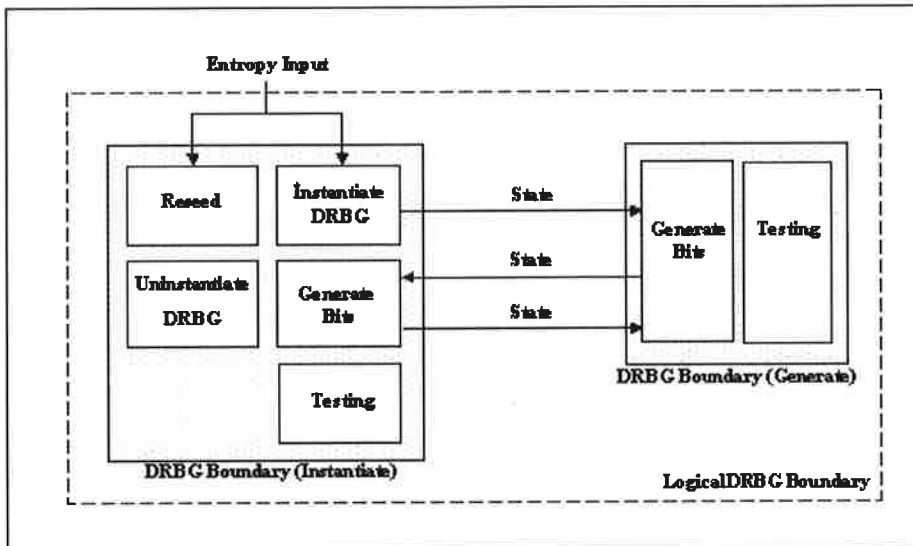 Entropy Input
Reseed
Instantiate
DRBG
State
Generate
Bits
Testing
Uninstantiate
DRBG
Generate
Bits
State
State
Testing
DRBG Boundary (Generate)
DRBG Boundary (Instantiate)
LogicalDRBG Boundary